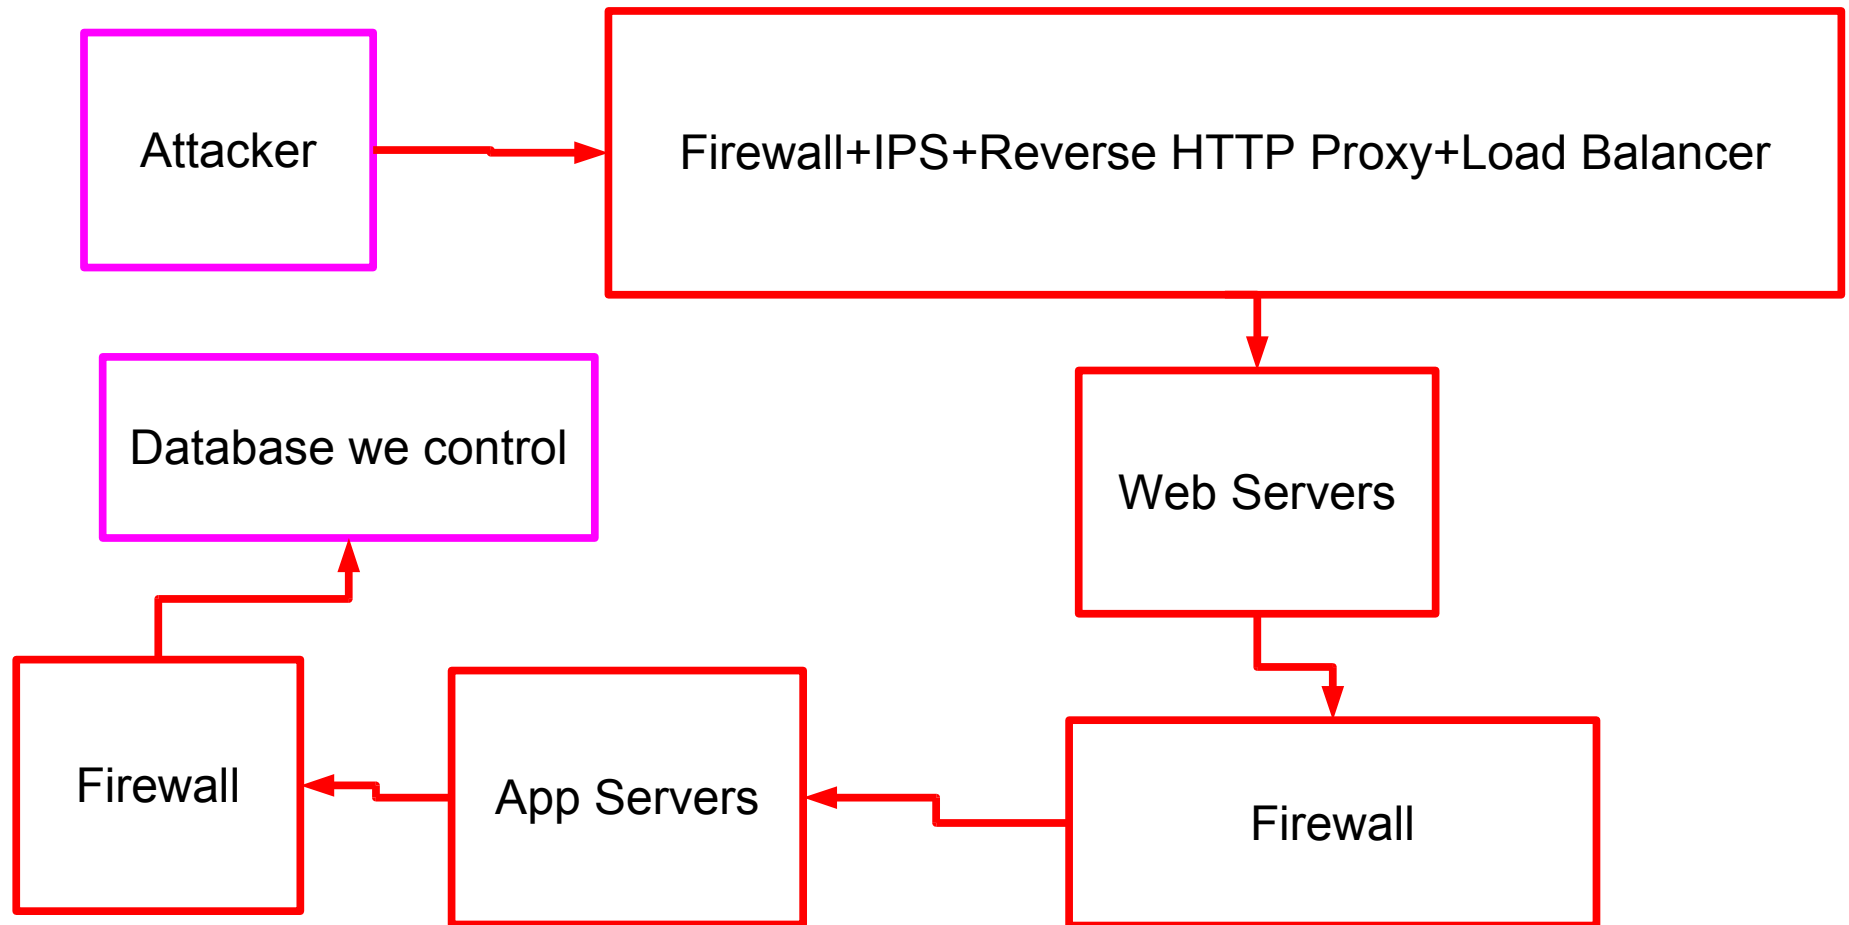 Attacker
Firewall+IPS+Reverse HTTP Proxy+Load Balancer
Database we control
Web Servers
Firewall
App Servers
Firewall